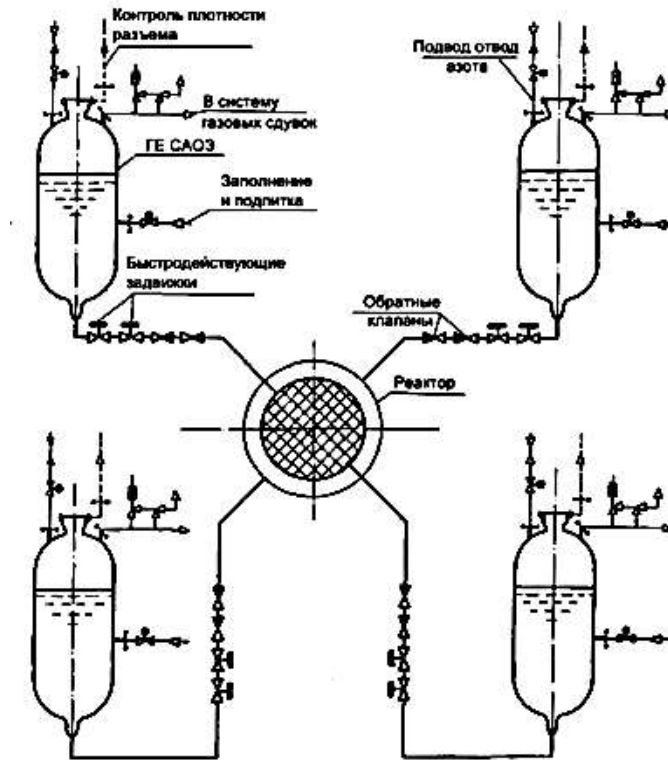 Контроль плотности
разъема
Подвод отвод
азота
В систему
газовых сдувок
ГЕ САОЗ
Заполнение
и подпитка
Быстродействующие
задвижки
Обратные
клапаны
Реактор